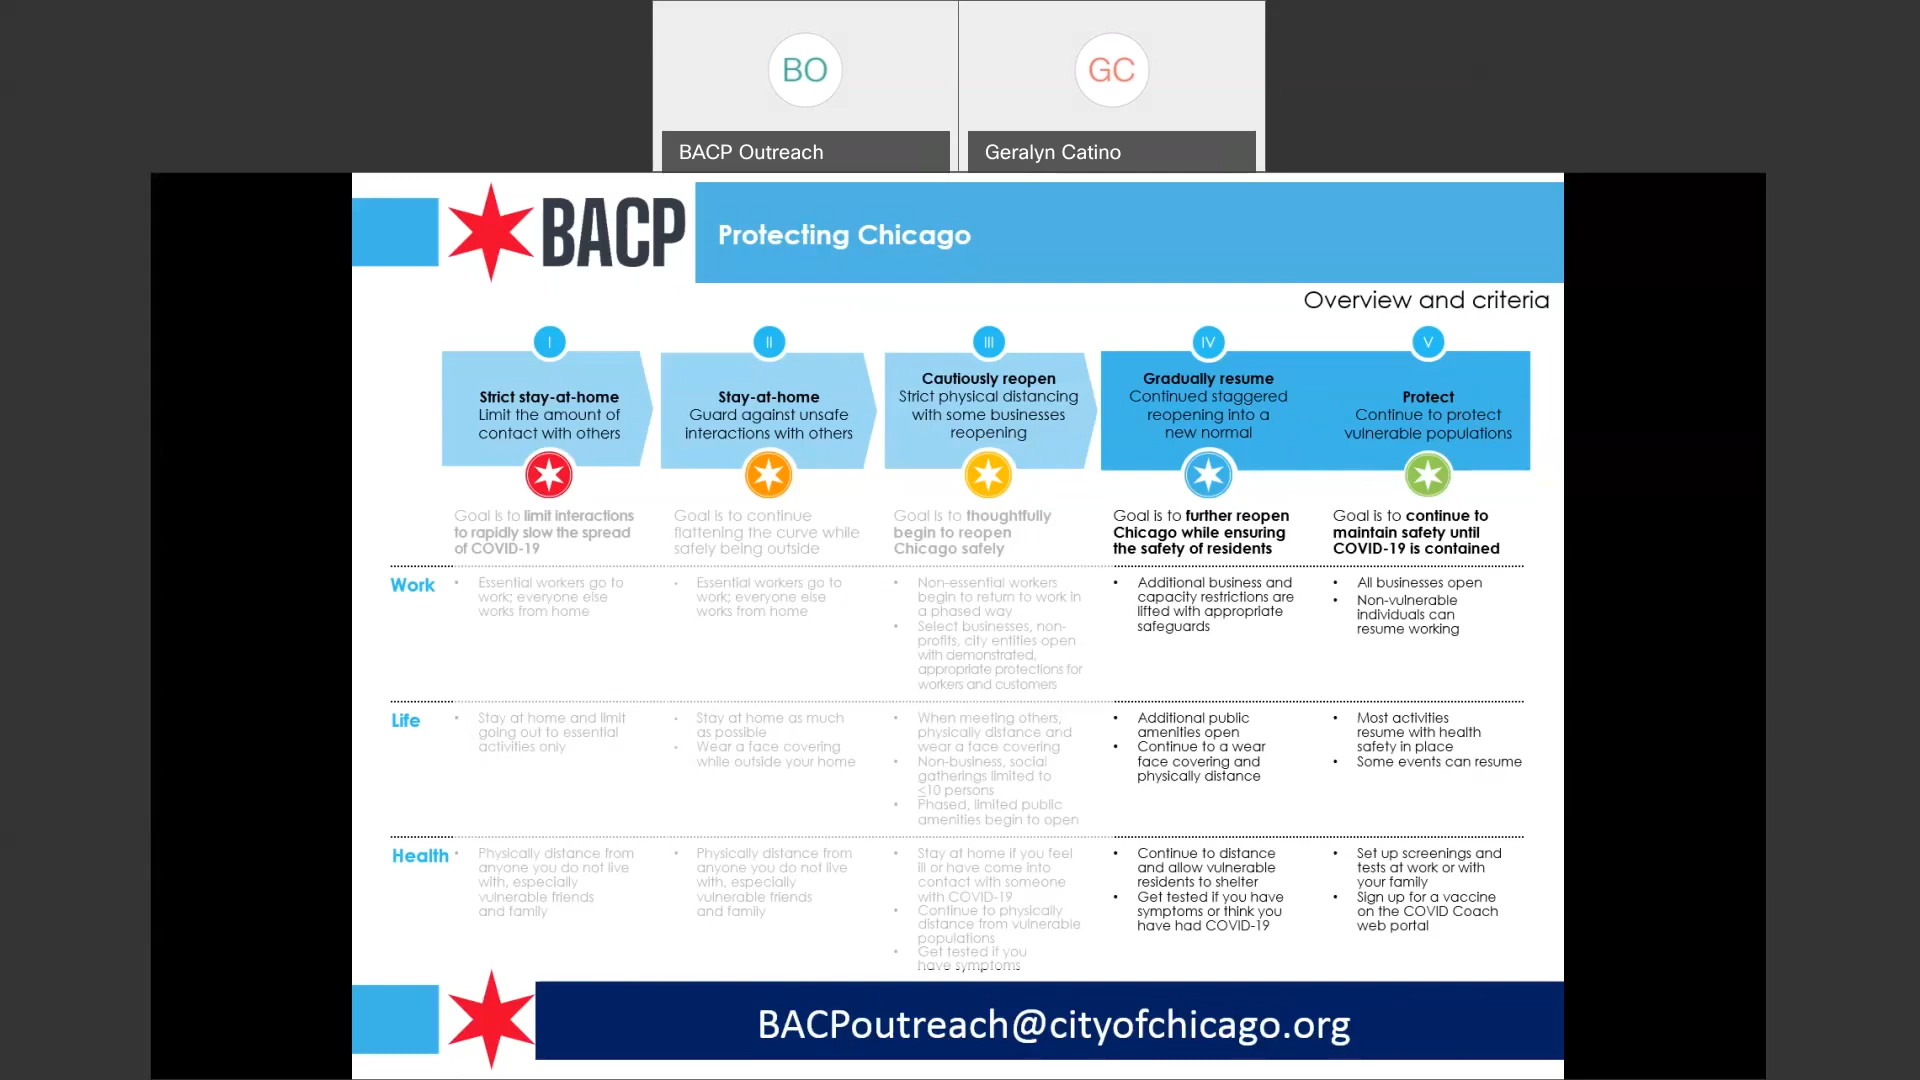 BO
GC
BACP Outreach
Geralyn Catino
BACP
Protecting Chicago
Overview and criteria
I
II
III
IV
V
Strict stay-at-home
Limit the amount of
contact with others
Stay-at-home
Guard against unsafe
interactions with others
Cautiously reopen
Strict physical distancing
with some businesses
reopening
Gradually resume
Continued staggered
reopening into a
new normal
Protect
Continue to protect
vulnerable populations
Goal is to limit interactions
to rapidly slow the spread
of COVID-19
Goal is to continue
flattening the curve while
safely being outside
Goal is to thoughtfully
begin to reopen
Chicago safely
Goal is to further reopen
Chicago while ensuring
the safety of residents
Goal is to continue to
maintain safety until
COVID-19 is contained
Work
• Essential workers go to
work; everyone else
works from home
• Essential workers go to
work; everyone else
works from home
• Non-essential workers
begin to return to work in
a phased way
• Select businesses, non-
profits, city entities open
with demonstrated,
appropriate protections for
workers and customers
• Additional business and
capacity restrictions are
lifted with appropriate
safeguards
• All businesses open
• Non-vulnerable
individuals can
resume working
Life
• Stay at home and limit
going out to essential
activities only
• Stay at home as much
as possible
• Wear a face covering
while outside your home
• When meeting others,
physically distance and
wear a face covering
• Non-business, social
gatherings limited to
≤10 persons
• Phased, limited public
amenities begin to open
• Additional public
amenities open
• Continue to a wear
face covering and
physically distance
• Most activities
resume with health
safety in place
• Some events can resume
Health
• Physically distance from
anyone you do not live
with, especially
vulnerable friends
and family
• Physically distance from
anyone you do not live
with, especially
vulnerable friends
and family
• Stay at home if you feel
ill or have come into
contact with someone
with COVID-19
• Continue to physically
distance from vulnerable
populations
• Get tested if you
have symptoms
• Continue to distance
and allow vulnerable
residents to shelter
• Get tested if you have
symptoms or think you
have had COVID-19
• Set up screenings and
tests at work or with
your family
• Sign up for a vaccine
on the COVID Coach
web portal
BACPoutreach@cityofchicago.org